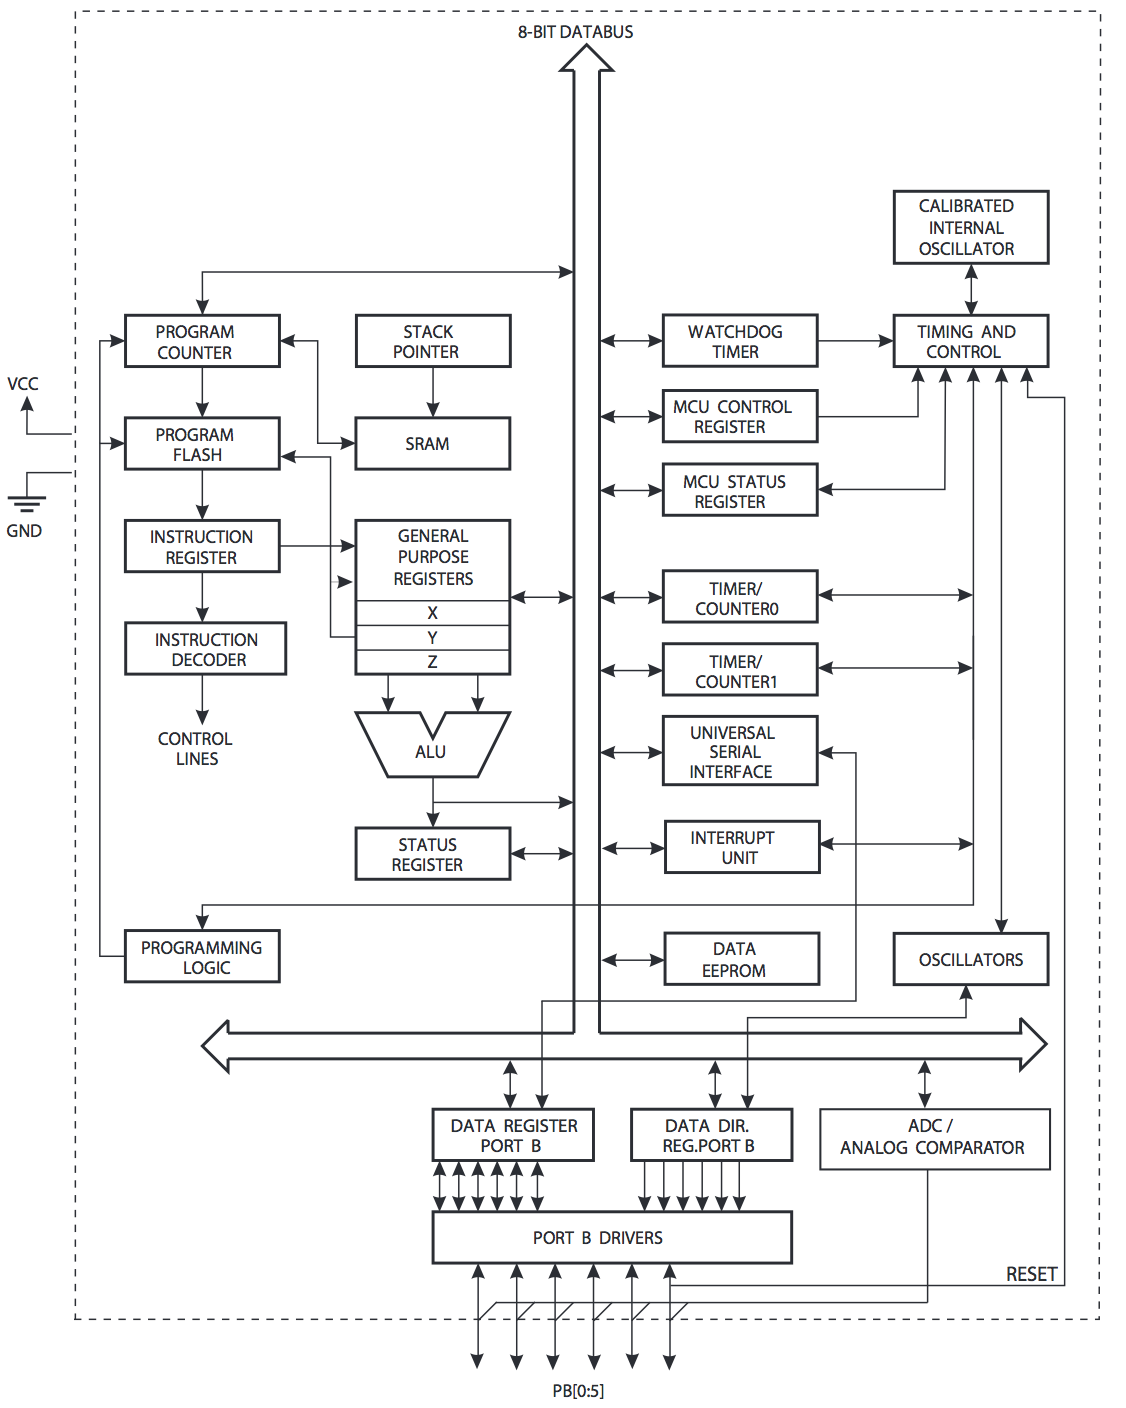 8-BIT DATABUS
CALIBRATED
INTERNAL
OSCILLATOR
PROGRAM
COUNTER
STACK
POINTER
WATCHDOG
TIMER
TIMING AND
CONTROL
VCC
MCU CONTROL
REGISTER
PROGRAM
FLASH
SRAM
MCU STATUS
REGISTER
GND
INSTRUCTION
REGISTER
GENERAL
PURPOSE
REGISTERS
X
Y
Z
TIMER/
COUNTER0
INSTRUCTION
DECODER
TIMER/
COUNTER1
CONTROL
LINES
ALU
UNIVERSAL
SERIAL
INTERFACE
STATUS
REGISTER
INTERRUPT
UNIT
PROGRAMMING
LOGIC
DATA
EEPROM
OSCILLATORS
DATA REGISTER
PORT B
DATA DIR.
REG.PORT B
ADC /
ANALOG COMPARATOR
PORT B DRIVERS
RESET
PB[0:5]